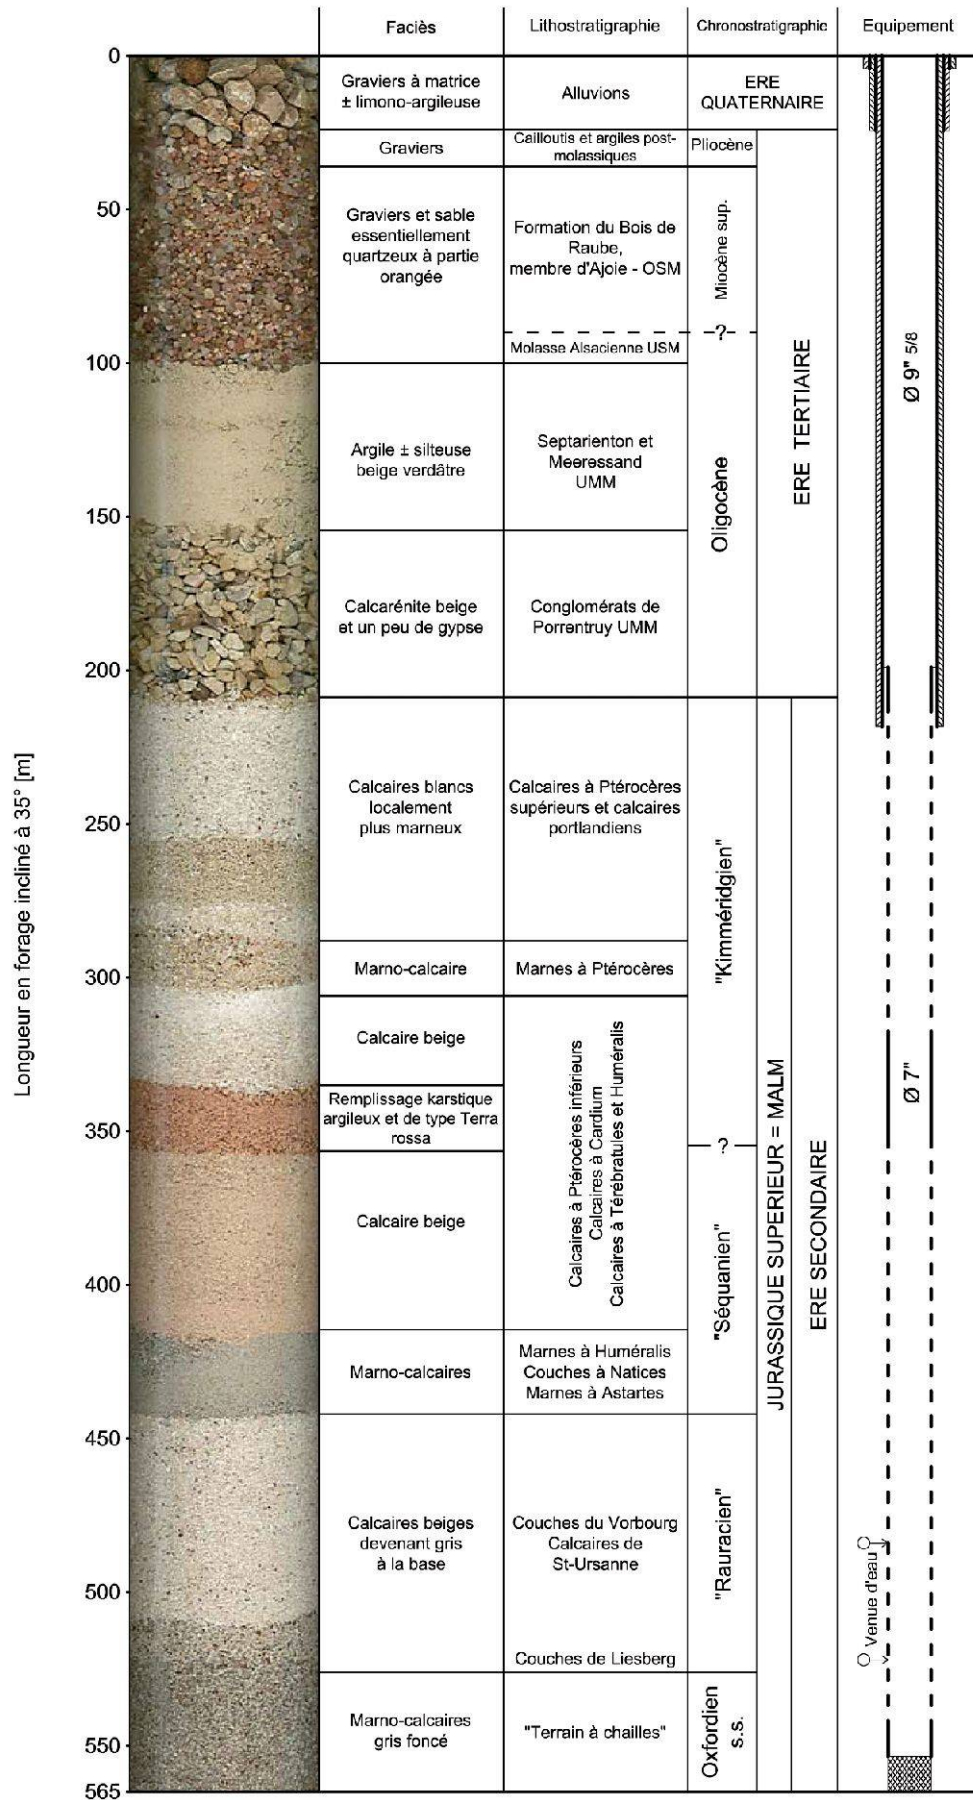 Faciès
Lithostratigraphie
Chronostratigraphie
Equipement
Longueur en forage incliné à 35° [m]
0
50
100
150
200
250
300
350
400
450
500
550
565
Graviers à matrice
± limono-argileuse
Alluvions
ERE
QUATERNAIRE
Graviers
Cailloutis et argiles post-
molassiques
Pliocène
Graviers et sable
essentiellement
quartzeux à partie
orangée
Formation du Bois de
Raube,
membre d'Ajoie - OSM
Miocène sup.
?
Molasse Alsacienne USM
Argile ± silteuse
beige verdâtre
Septarienton et
Meeressand
UMM
Oligocène
ERE TERTIAIRE
Ø 9" 5/8
Calcarénite beige
et un peu de gypse
Conglomérats de
Porrentruy UMM
Calcaires blancs
localement
plus marneux
Calcaires à Ptérocères
supérieurs et calcaires
portlandiens
"Kimméridgien"
Marno-calcaire
Marnes à Ptérocères
Calcaire beige
Remplissage karstique
argileux et de type Terra
rossa
Calcaire beige
Calcaires à Ptérocères inférieurs
Calcaires à Cardium
Calcaires à Térébratules et Huméralis
?
"Séquanien"
JURASSIQUE SUPERIEUR = MALM
ERE SECONDAIRE
Ø 7"
Marno-calcaires
Marnes à Huméralis
Couches à Natices
Marnes à Astartes
Calcaires beiges
devenant gris
à la base
Couches du Vorbourg
Calcaires de
St-Ursanne
"Rauracien"
Venue d'eau
Couches de Liesberg
Marno-calcaires
gris foncé
"Terrain à chailles"
Oxfordien
s.s.